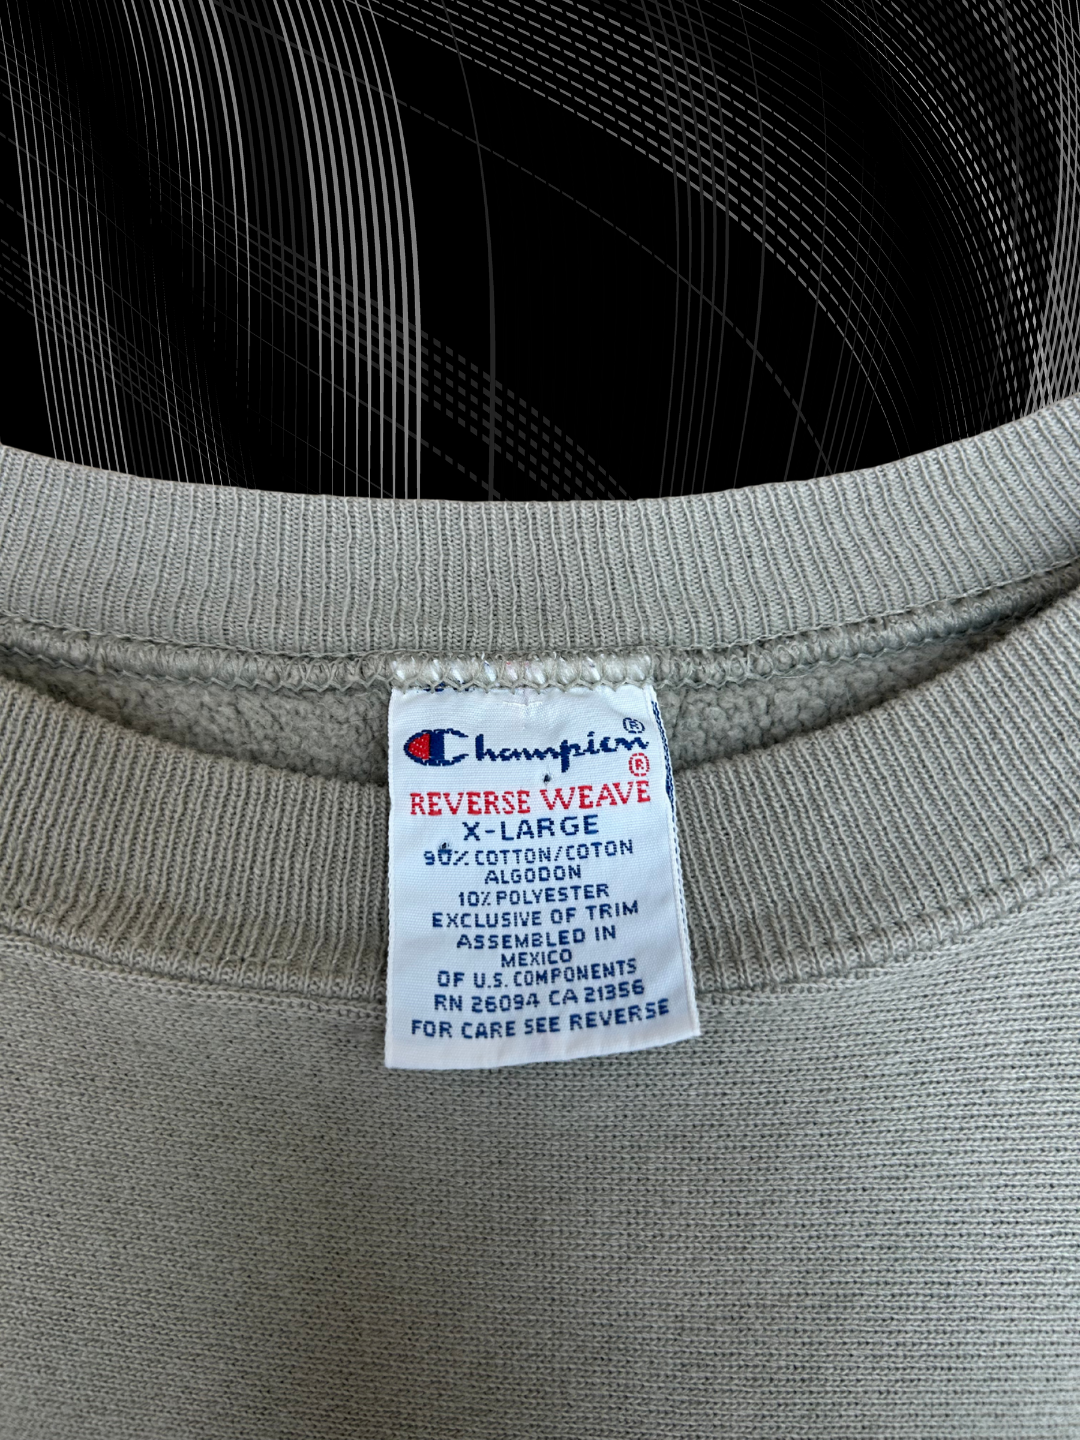 Champion®
REVERSE WEAVE®
X-LARGE
90% COTTON/COTON
ALGODON
10% POLYESTER
EXCLUSIVE OF TRIM
ASSEMBLED IN
MEXICO
OF U.S. COMPONENTS
RN 26094 CA 21356
FOR CARE SEE REVERSE